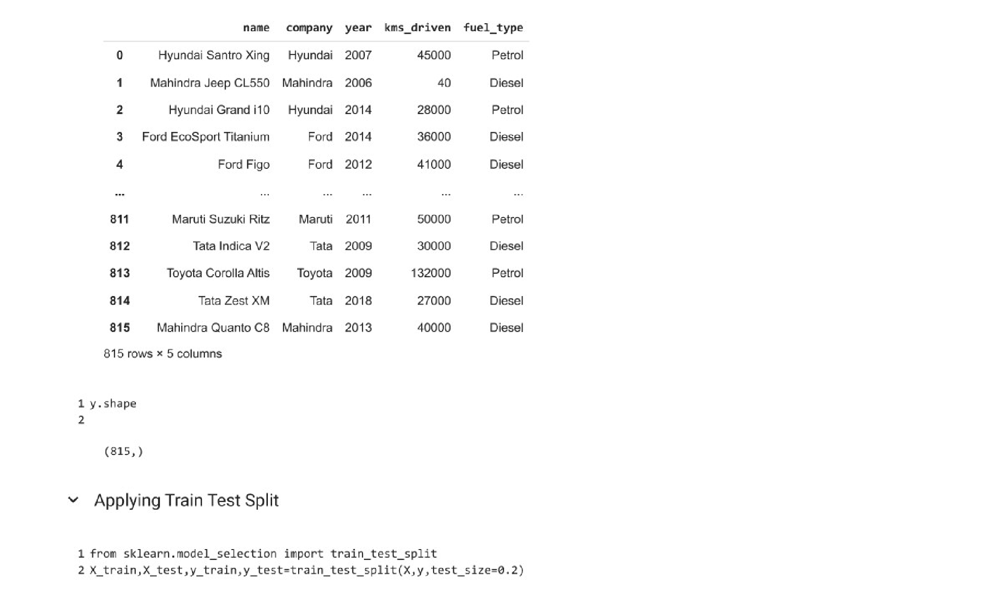 name company year kms_driven fuel_type
0 Hyundai Santro Xing Hyundai 2007 45000 Petrol
1 Mahindra Jeep CL550 Mahindra 2006 40 Diesel
2 Hyundai Grand i10 Hyundai 2014 28000 Petrol
3 Ford EcoSport Titanium Ford 2014 36000 Diesel
4 Ford Figo Ford 2012 41000 Diesel
... ... ... ... ... ...
811 Maruti Suzuki Ritz Maruti 2011 50000 Petrol
812 Tata Indica V2 Tata 2009 30000 Diesel
813 Toyota Corolla Altis Toyota 2009 132000 Petrol
814 Tata Zest XM Tata 2018 27000 Diesel
815 Mahindra Quanto C8 Mahindra 2013 40000 Diesel
815 rows × 5 columns
1 y.shape
2
(815,)
Applying Train Test Split
1 from sklearn.model_selection import train_test_split
2 X_train,X_test,y_train,y_test=train_test_split(X,y,test_size=0.2)